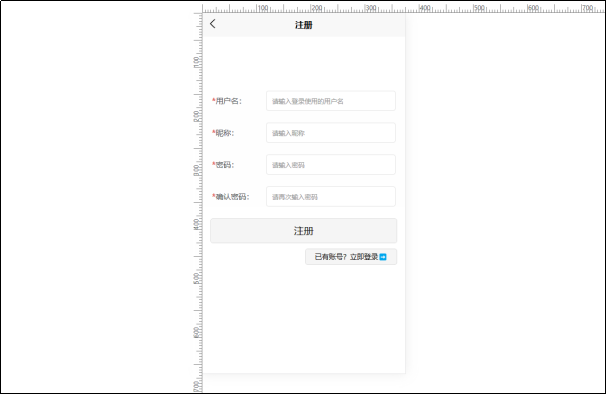 100 200 300 400 500 600 700
注册
100
*用户名： 请输入登录使用的用户名
200
*昵称： 请输入昵称
*密码： 请输入密码
300
*确认密码： 请再次输入密码
400
注册
已有账号？立即登录➡
500
600
700